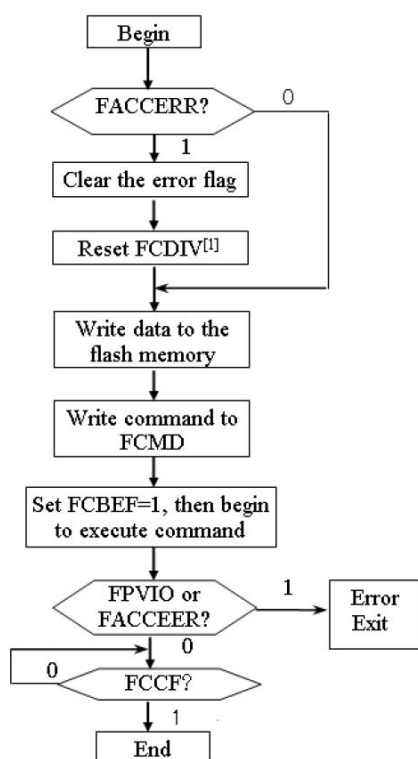 Begin
FACCERR?
0
1
Clear the error flag
Reset FCDIV[1]
Write data to the
flash memory
Write command to
FCMD
Set FCBEF=1, then begin
to execute command
FPVIO or
FACCEER?
1
Error
Exit
0
0
FCCF?
1
End